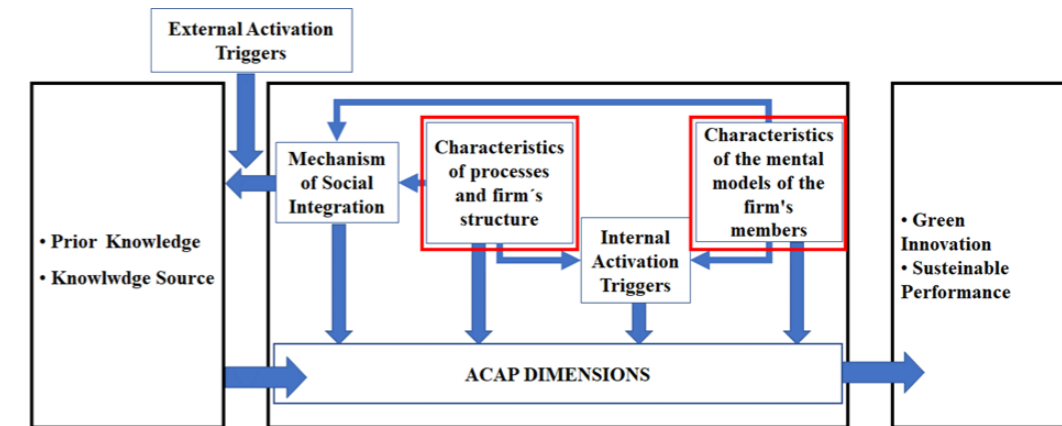 External Activation
Triggers
• Prior Knowledge
• Knowlwdge Source
Mechanism
of Social
Integration
Characteristics
of processes
and firm´s
structure
Internal
Activation
Triggers
Characteristics
of the mental
models of the
firm's
members
ACAP DIMENSIONS
• Green
Innovation
• Susteinable
Performance